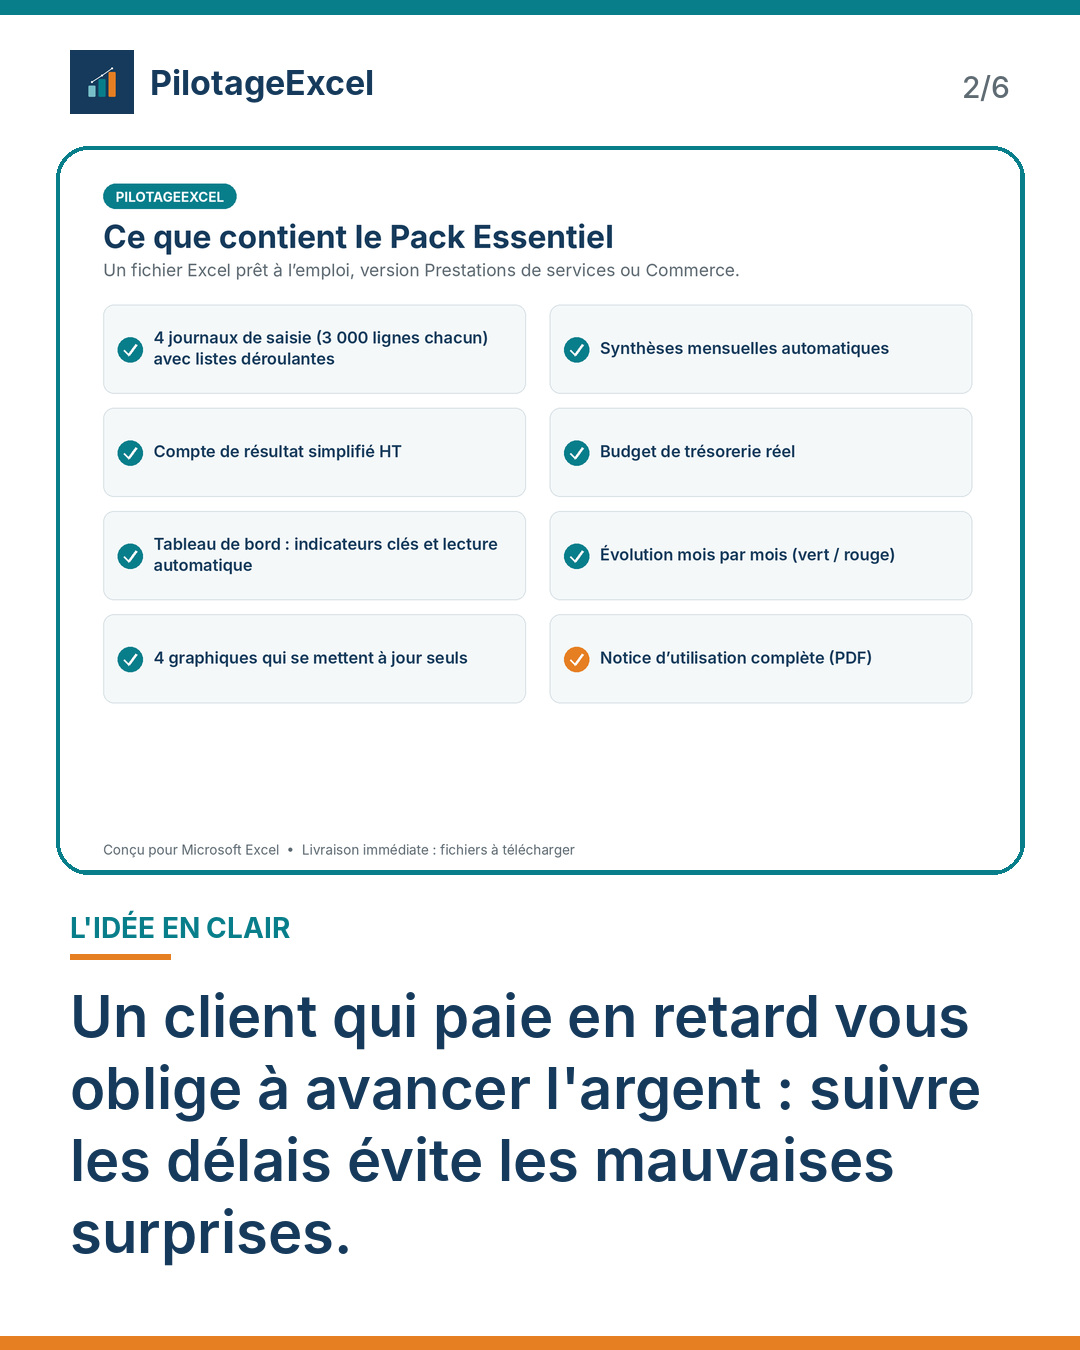 PilotageExcel
2/6
PILOTAGEEXCEL
Ce que contient le Pack Essentiel
Un fichier Excel prêt à l’emploi, version Prestations de services ou Commerce.
4 journaux de saisie (3 000 lignes chacun)
avec listes déroulantes
Synthèses mensuelles automatiques
Compte de résultat simplifié HT
Budget de trésorerie réel
Tableau de bord : indicateurs clés et lecture
automatique
Évolution mois par mois (vert / rouge)
4 graphiques qui se mettent à jour seuls
Notice d’utilisation complète (PDF)
Conçu pour Microsoft Excel • Livraison immédiate : fichiers à télécharger
L'IDÉE EN CLAIR
Un client qui paie en retard vous
oblige à avancer l'argent : suivre
les délais évite les mauvaises
surprises.